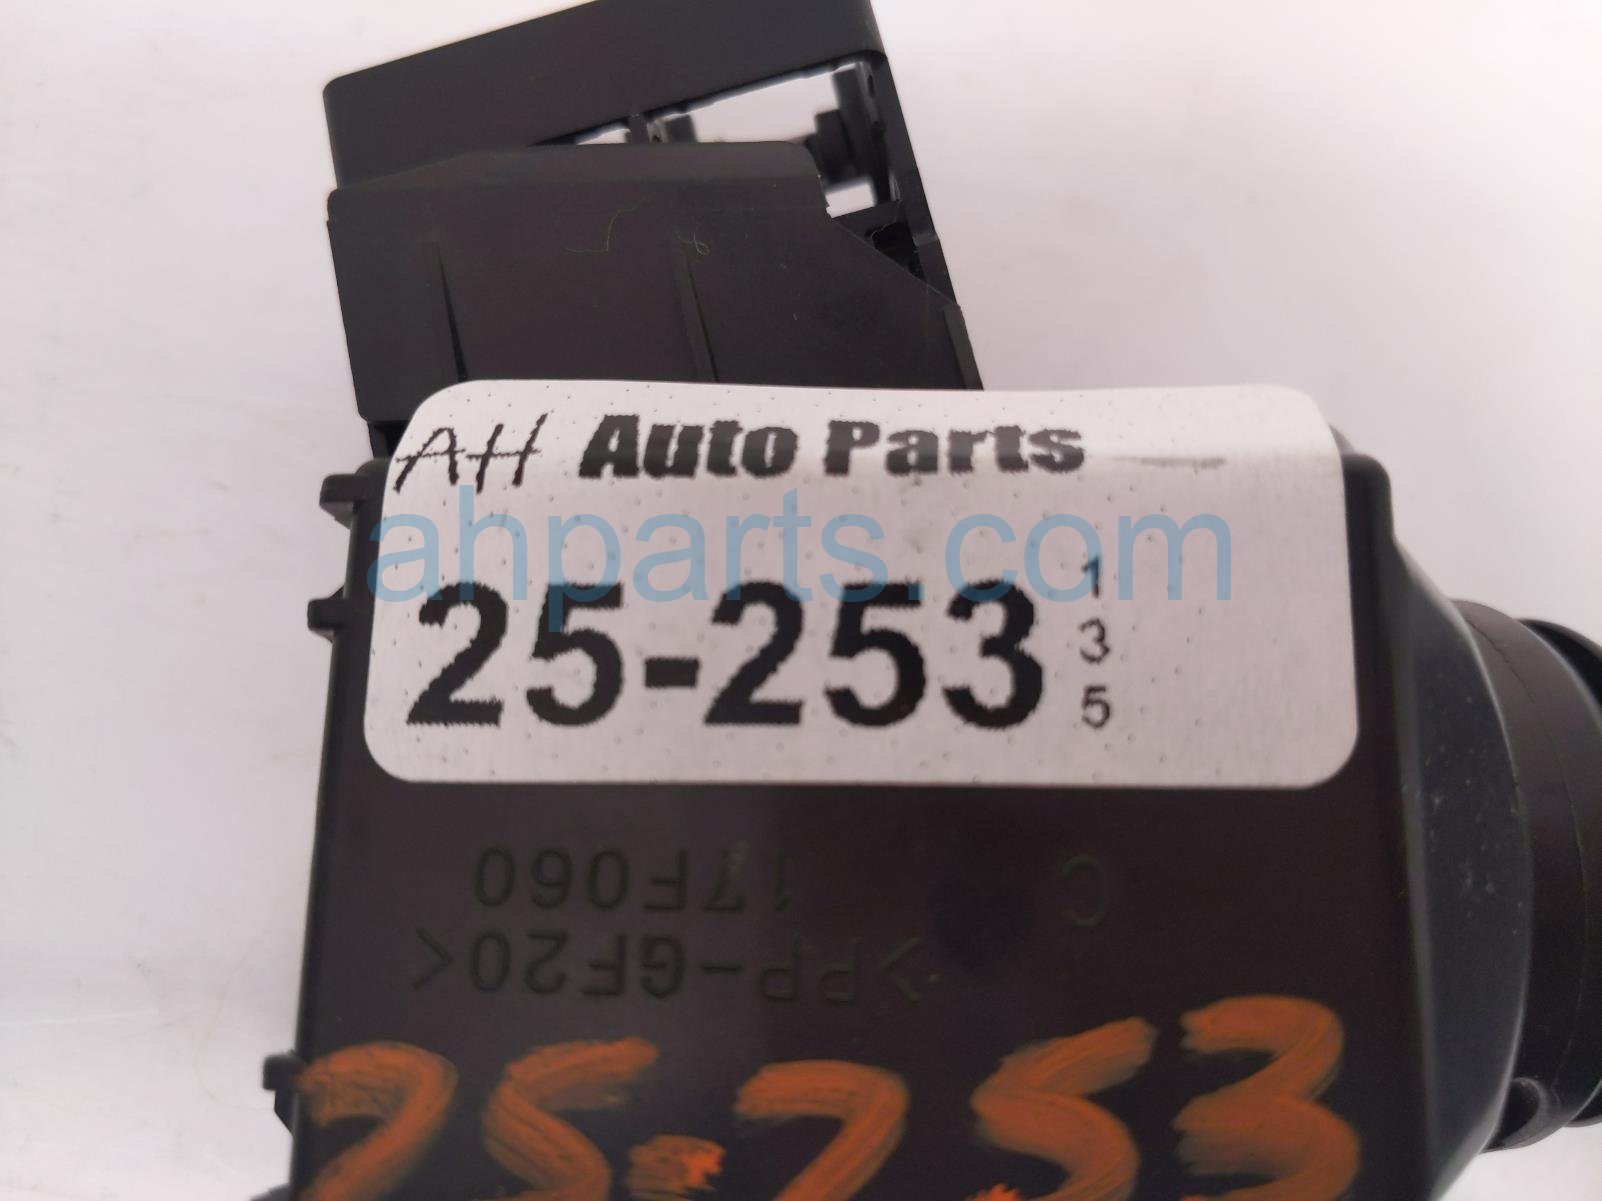 AH Auto Parts
ahparts.com
25-253
1
3
5
C
17F060
>PP-GF20<
25-253